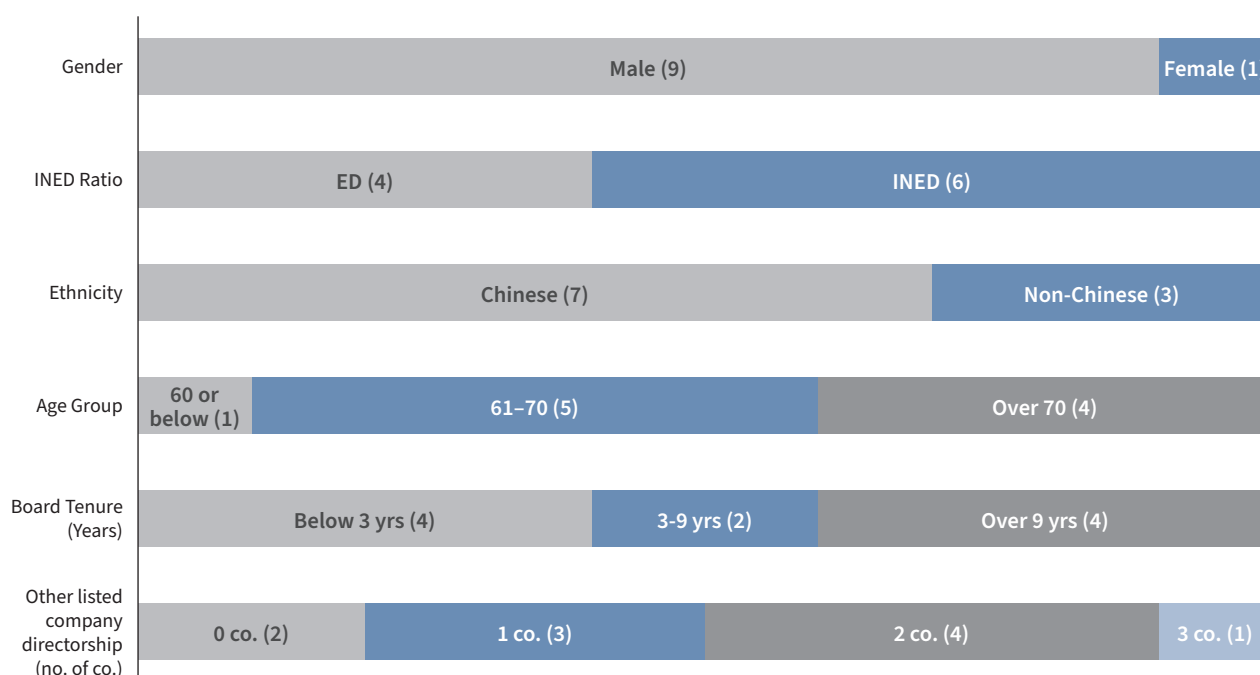 Gender
Male (9)
Female (1
INED Ratio
ED (4)
INED (6)
Ethnicity
Chinese (7)
Non-Chinese (3)
Age Group
60 or
below (1)
61–70 (5)
Over 70 (4)
Board Tenure
(Years)
Below 3 yrs (4)
3-9 yrs (2)
Over 9 yrs (4)
Other listed
company
directorship
(no. of co.)
0 co. (2)
1 co. (3)
2 co. (4)
3 co. (1)